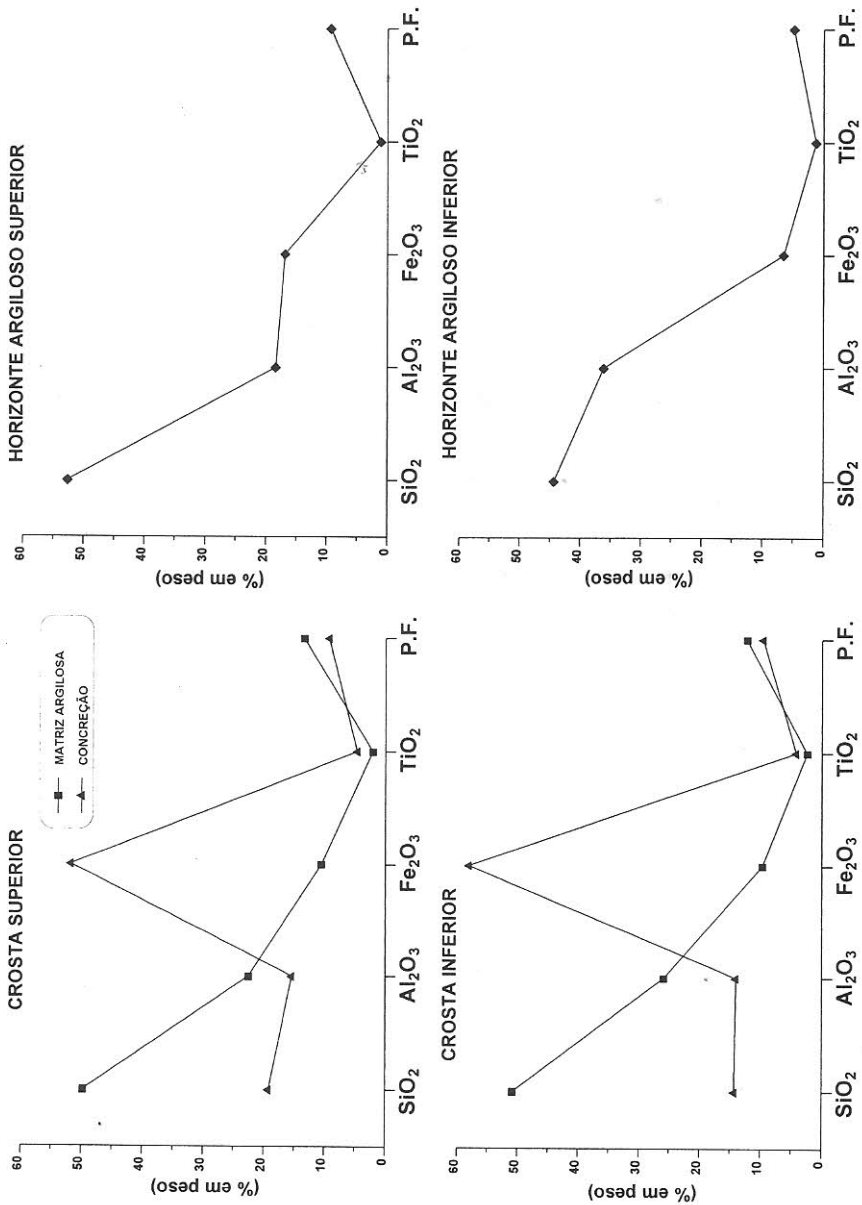 CROSTA SUPERIOR
MATRIZ ARGILOSA
CONCREÇÃO
(% em peso)
60
50
40
30
20
10
0
SiO₂ Al₂O₃ Fe₂O₃ TiO₂ P.F.
HORIZONTE ARGILOSO SUPERIOR
(% em peso)
60
50
40
30
20
10
0
SiO₂ Al₂O₃ Fe₂O₃ TiO₂ P.F.
CROSTA INFERIOR
(% em peso)
60
50
40
30
20
10
0
SiO₂ Al₂O₃ Fe₂O₃ TiO₂ P.F.
HORIZONTE ARGILOSO INFERIOR
(% em peso)
60
50
40
30
20
10
0
SiO₂ Al₂O₃ Fe₂O₃ TiO₂ P.F.